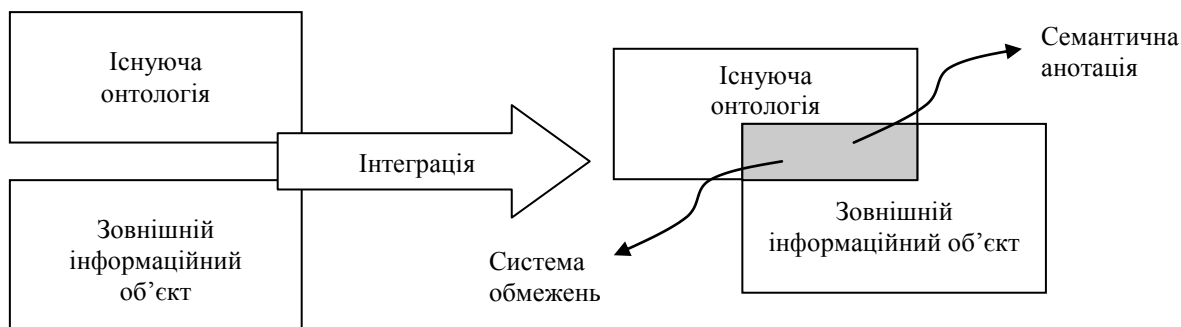 Існуюча
онтологія
Зовнішній
інформаційний
об’єкт
Інтеграція
Існуюча
онтологія
Семантична
анотація
Зовнішній
інформаційний об’єкт
Система
обмежень